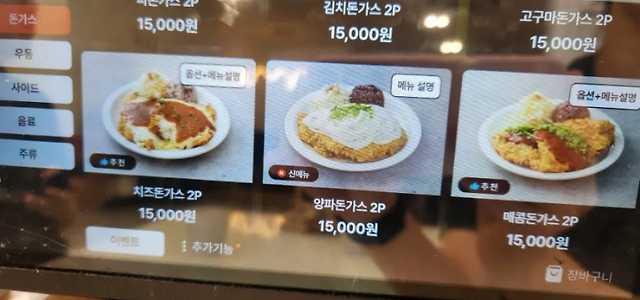 돈가스
우동
사이드
음료
주류
15,000원
김치돈가스 2P
15,000원
고구마돈가스 2P
15,000원
옵션+메뉴설명
추천
치즈돈가스 2P
15,000원
메뉴 설명
N 신메뉴
양파돈가스 2P
15,000원
옵션+메뉴설명
추천
매콤돈가스 2P
15,000원
이벤트
추가기능
장바구니